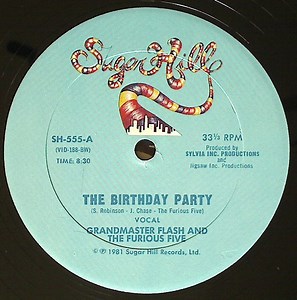 Sugar Hill
SH-555-A
(VID-188-BW)
TIME: 8:30
33⅓ RPM
Produced by
SYLVIA INC. PRODUCTIONS
and
Jigsaw Inc. Productions
THE BIRTHDAY PARTY
(S. Robinson - J. Chase - The Furious Five)
VOCAL
GRANDMASTER FLASH AND
THE FURIOUS FIVE
© ℗ 1981 Sugar Hill Records, Ltd.